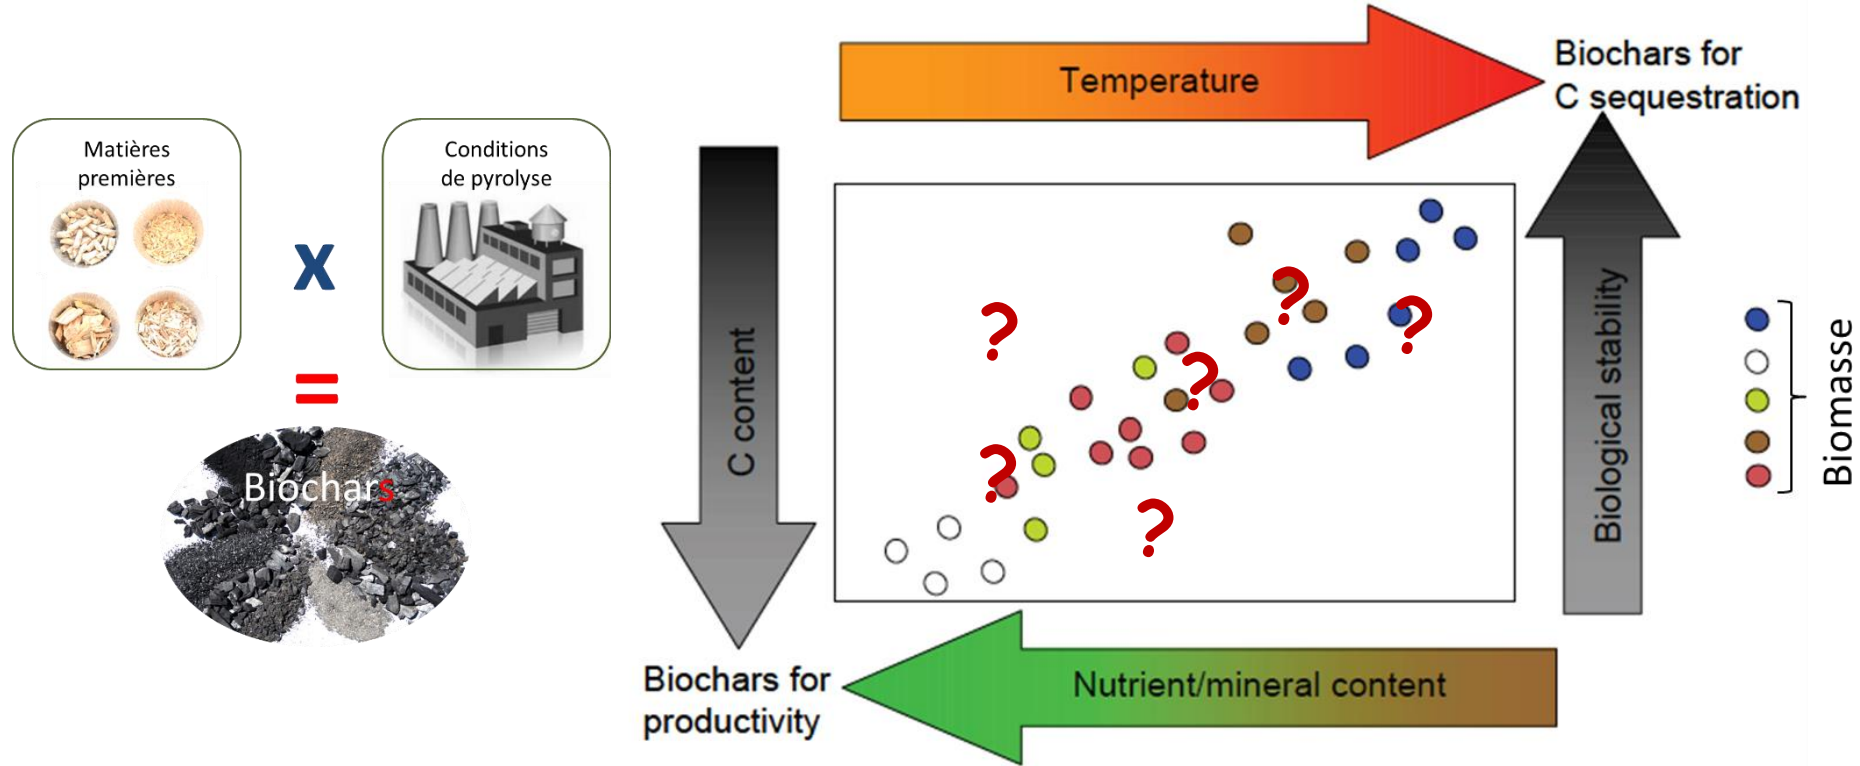 Matières
premières
x
Conditions
de pyrolyse
=
Biochars
Temperature
Biochars for
C sequestration
C content
?
?
?
?
?
?
Biological stability
Biomasse
Biochars for
productivity
Nutrient/mineral content